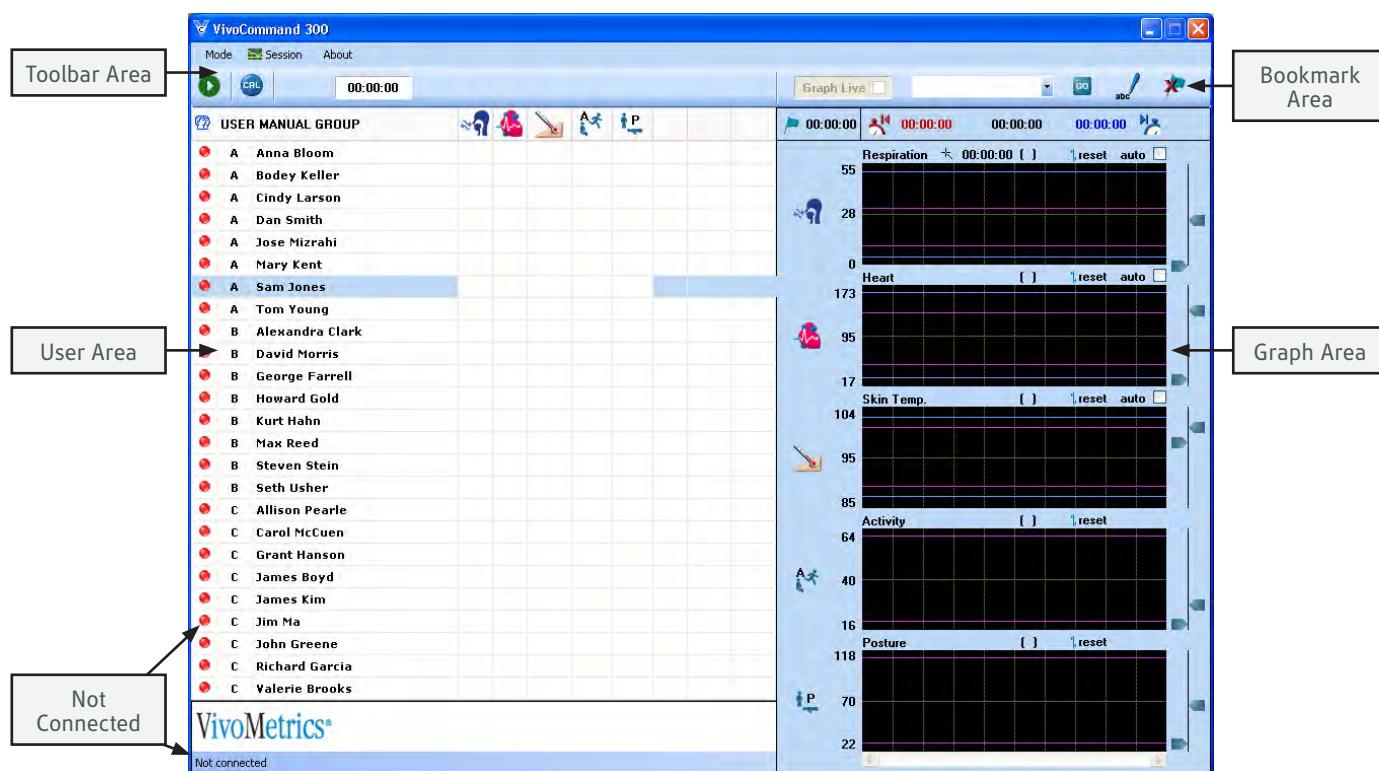 VivoCommand 300
Mode Session About
Toolbar Area
CAL 00:00:00 Graph Live GO abc
Bookmark
Area
USER MANUAL GROUP A P 00:00:00 00:00:00 00:00:00 00:00:00
A Anna Bloom
A Bodey Keller
A Cindy Larson
A Dan Smith
A Jose Mizrahi
A Mary Kent
A Sam Jones
A Tom Young
B Alexandra Clark
B David Morris
B George Farrell
B Howard Gold
B Kurt Hahn
B Max Reed
B Steven Stein
B Seth Usher
C Allison Pearle
C Carol McCuen
C Grant Hanson
C James Boyd
C James Kim
C Jim Ma
C John Greene
C Richard Garcia
C Valerie Brooks
User Area
Not
Connected
VivoMetrics®
Not connected
Respiration 00:00:00 [ ] reset auto
55
28
0
Heart [ ] reset auto
173
95
17
Skin Temp. [ ] reset auto
104
95
85
Activity [ ] reset
64
A
40
16
Posture [ ] reset
118
P
70
22
Graph Area